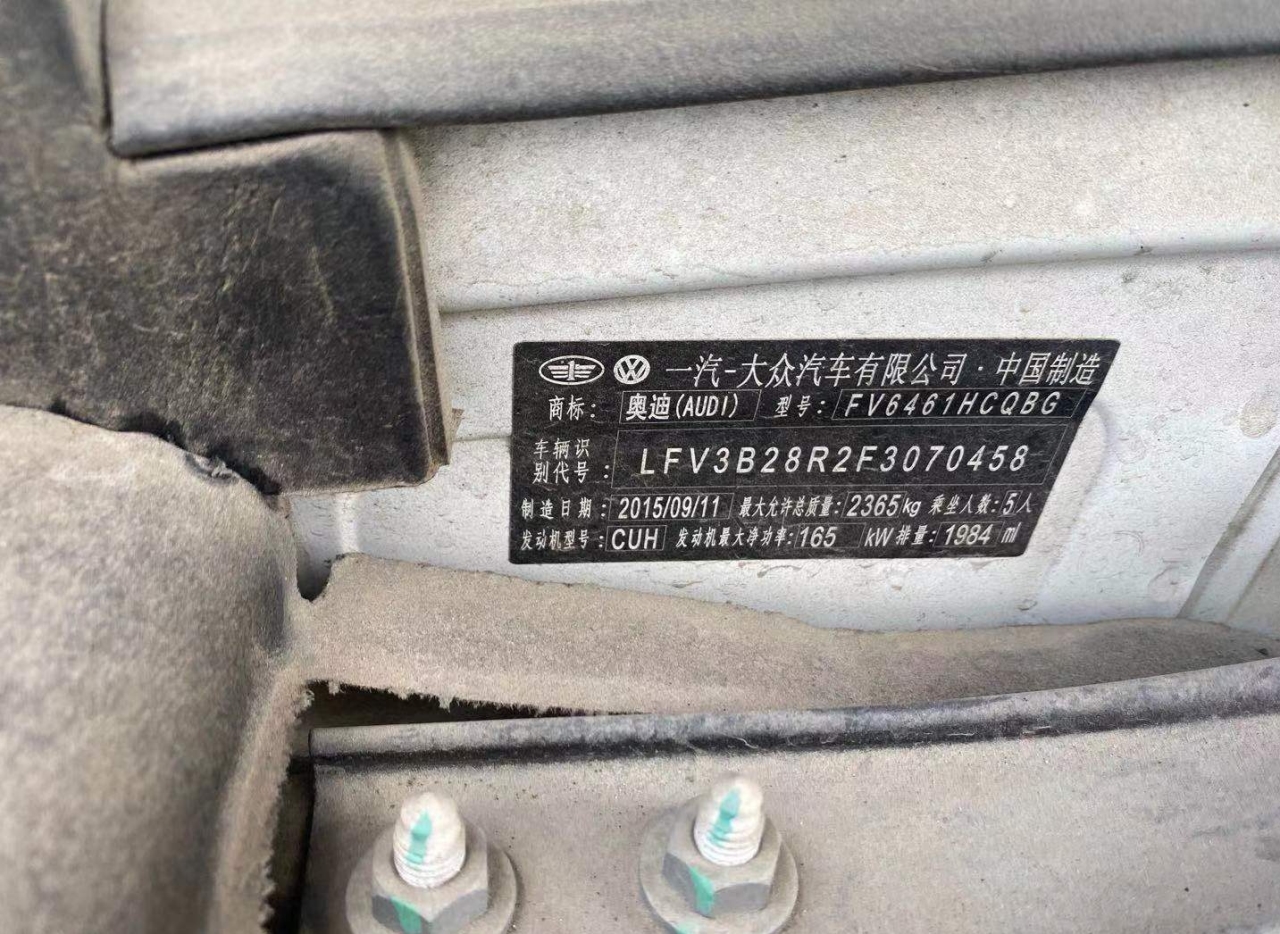 一汽-大众汽车有限公司·中国制造
商标: 奥迪(AUDI) 型号: FV6461HCQBG
车辆识
别代号: LFV3B28R2F3070458
制造日期: 2015/09/11 最大允许总质量: 2365kg 乘坐人数: 5人
发动机型号: CUH 发动机最大净功率: 165 kW 排量: 1984 ml